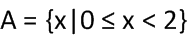 A = {x|0 ≤ x < 2}